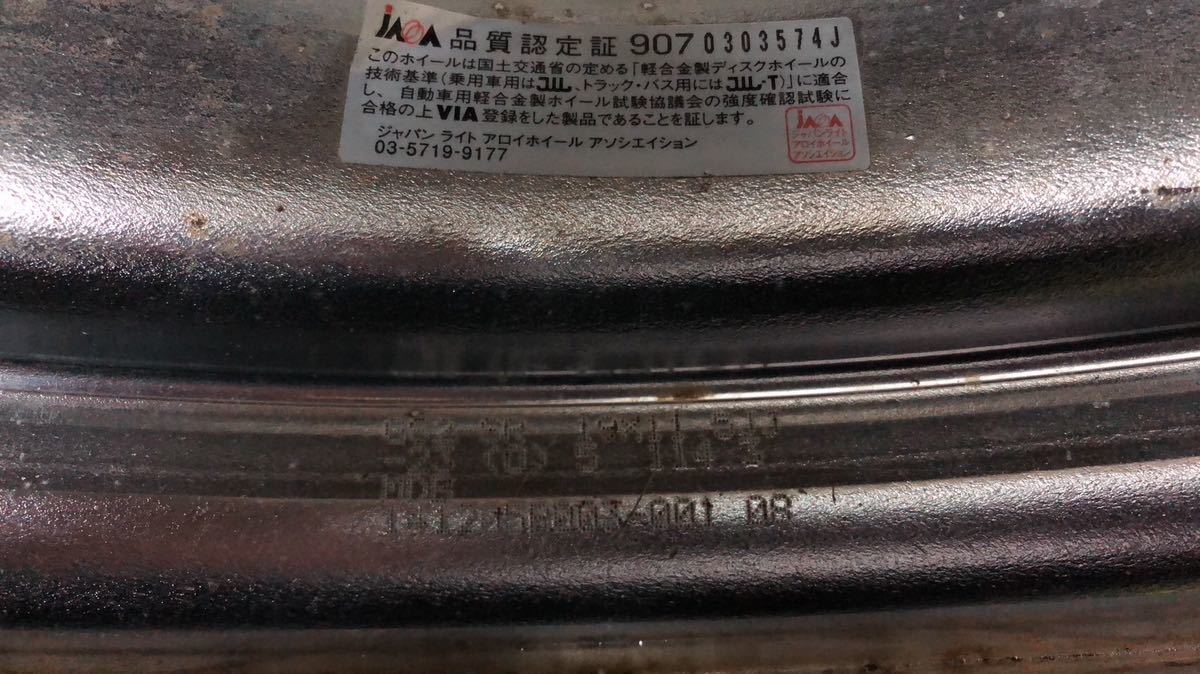 JAWA 品質認定証 907 0303574J
このホイールは国土交通省の定める「軽合金製ディスクホイールの
技術基準(乗用車用はJWL、トラック・バス用にはJWL-T)」に適合
し、自動車用軽合金製ホイール試験協議会の強度確認試験に
合格の上VIA登録をした製品であることを証します。
ジャパン ライト アロイホイール アソシエイション
03-5719-9177
JAWA
ジャパンライト
アロイホイール
アソシエイション